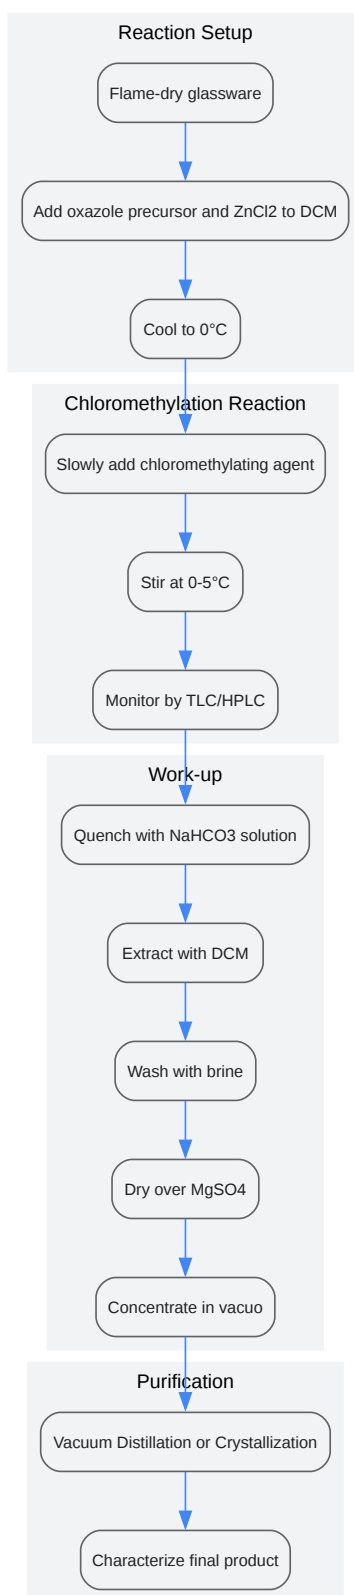 Reaction Setup
Flame-dry glassware
Add oxazole precursor and ZnCl2 to DCM
Cool to 0°C
Chloromethylation Reaction
Slowly add chloromethylating agent
Stir at 0-5°C
Monitor by TLC/HPLC
Work-up
Quench with NaHCO3 solution
Extract with DCM
Wash with brine
Dry over MgSO4
Concentrate in vacuo
Purification
Vacuum Distillation or Crystallization
Characterize final product